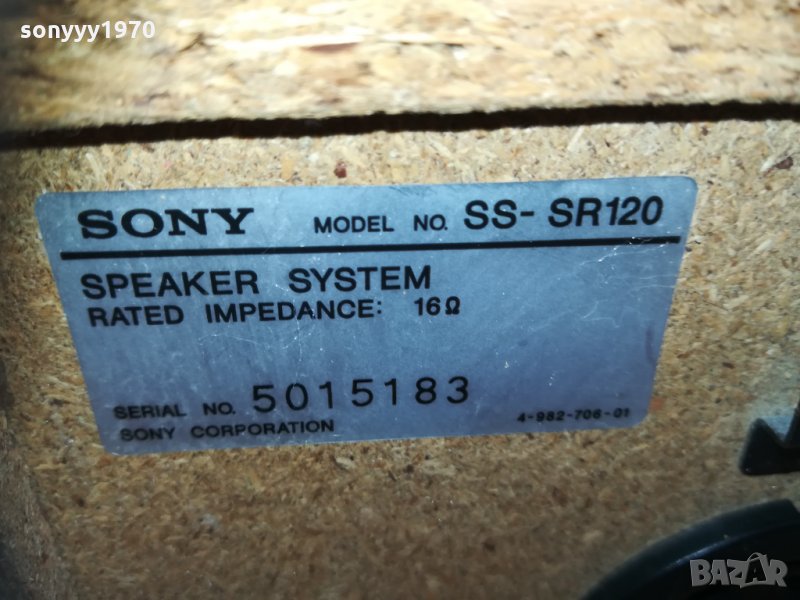 sonyyy1970
SONY MODEL NO. SS- SR120
SPEAKER SYSTEM
RATED IMPEDANCE: 16Ω
SERIAL NO. 5015183
SONY CORPORATION 4-982-706-01
BAZAR